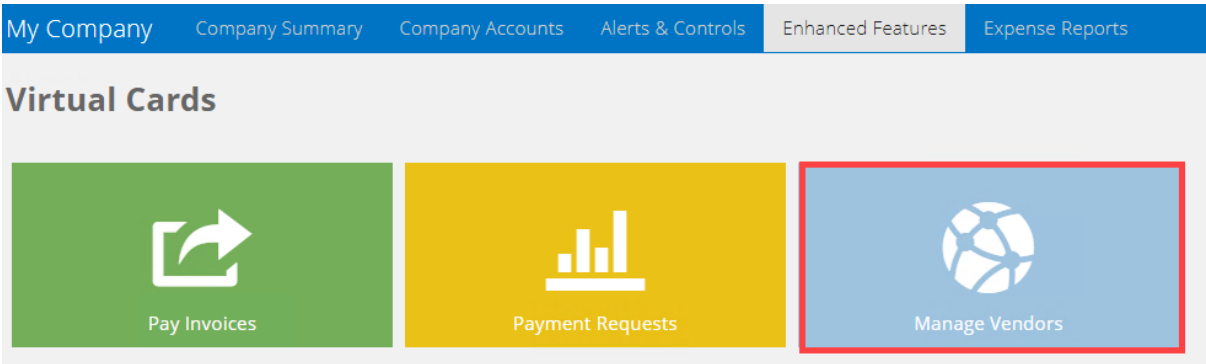 My Company Company Summary Company Accounts Alerts & Controls Enhanced Features Expense Reports
Virtual Cards
Pay Invoices Payment Requests Manage Vendors